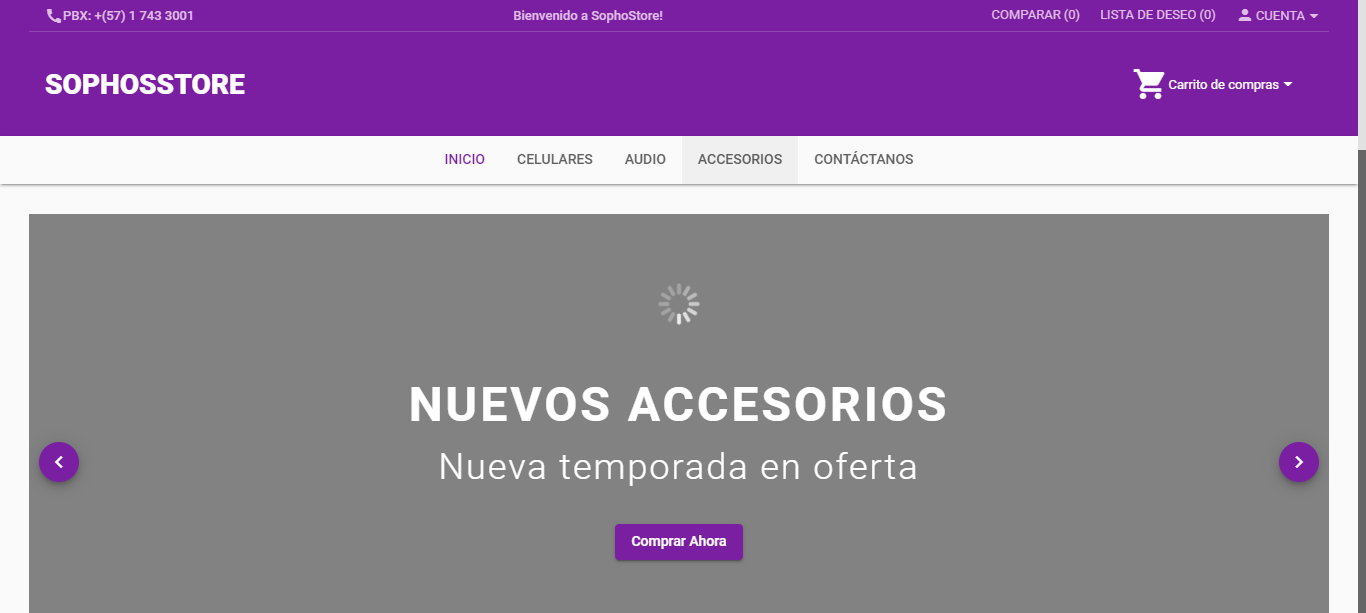 PBX: +(57) 1 743 3001
Bienvenido a SophoStore!
COMPARAR (0)
LISTA DE DESEO (0)
CUENTA
SOPHOSSTORE
Carrito de compras
INICIO
CELULARES
AUDIO
ACCESORIOS
CONTÁCTANOS
NUEVOS ACCESORIOS
Nueva temporada en oferta
Comprar Ahora